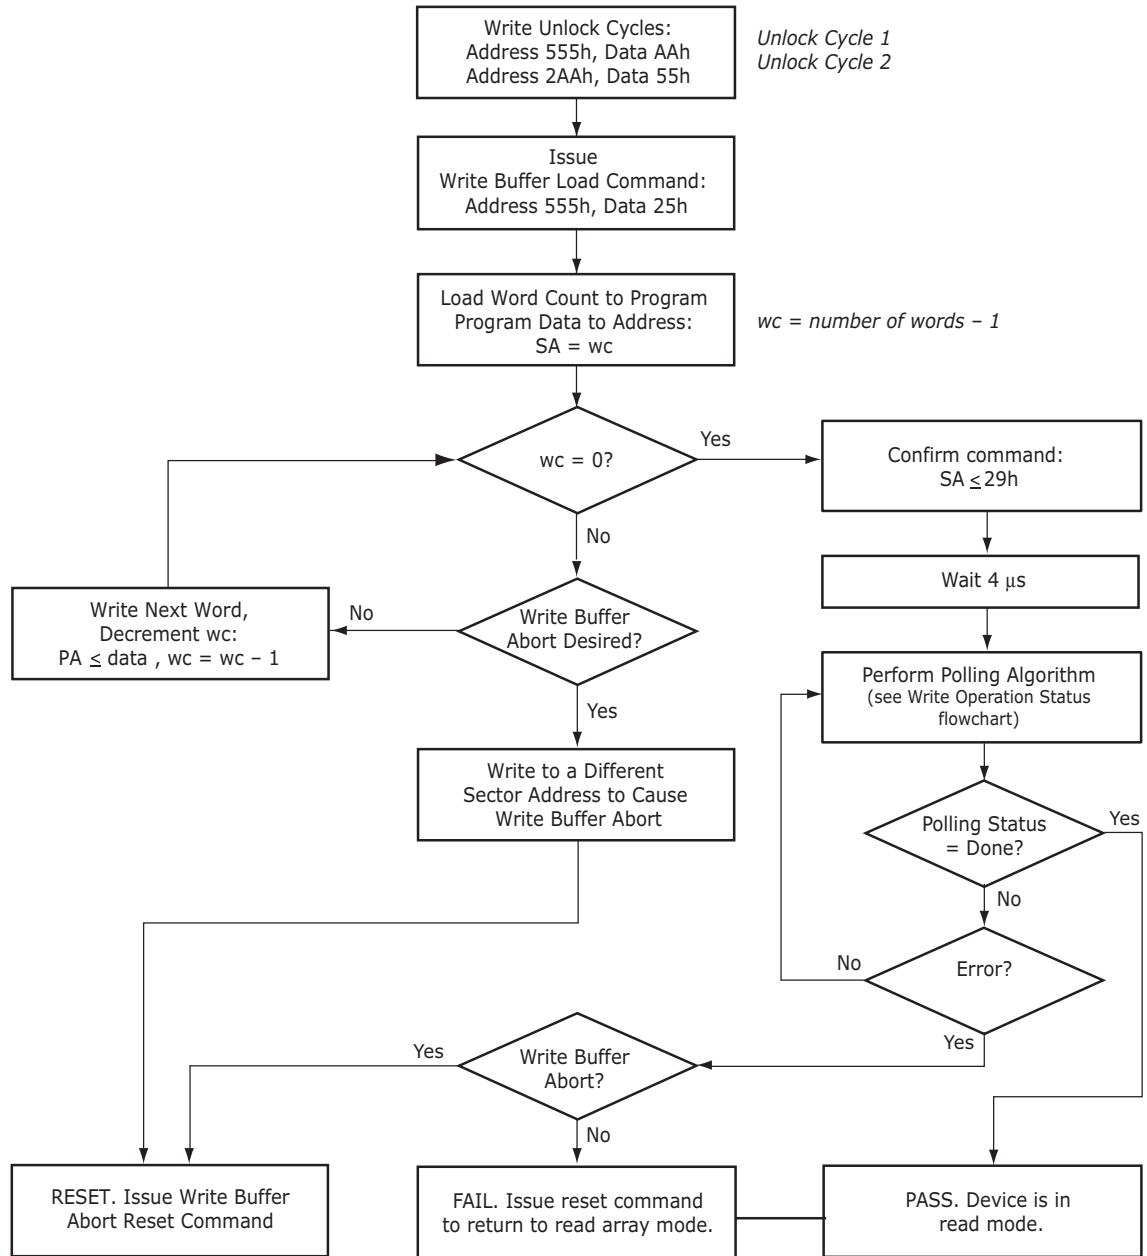 Write Unlock Cycles:
Address 555h, Data AAh
Address 2AAh, Data 55h
Unlock Cycle 1
Unlock Cycle 2
Issue
Write Buffer Load Command:
Address 555h, Data 25h
Load Word Count to Program
Program Data to Address:
SA = wc
wc = number of words – 1
wc = 0?
Yes
Confirm command:
SA ≤ 29h
No
Wait 4 μs
Write Next Word,
Decrement wc:
PA ≤ data , wc = wc – 1
No
Write Buffer
Abort Desired?
Perform Polling Algorithm
(see Write Operation Status
flowchart)
Yes
Write to a Different
Sector Address to Cause
Write Buffer Abort
Polling Status
= Done?
Yes
No
Error?
No
Yes
Write Buffer
Abort?
Yes
No
RESET. Issue Write Buffer
Abort Reset Command
FAIL. Issue reset command
to return to read array mode.
PASS. Device is in
read mode.